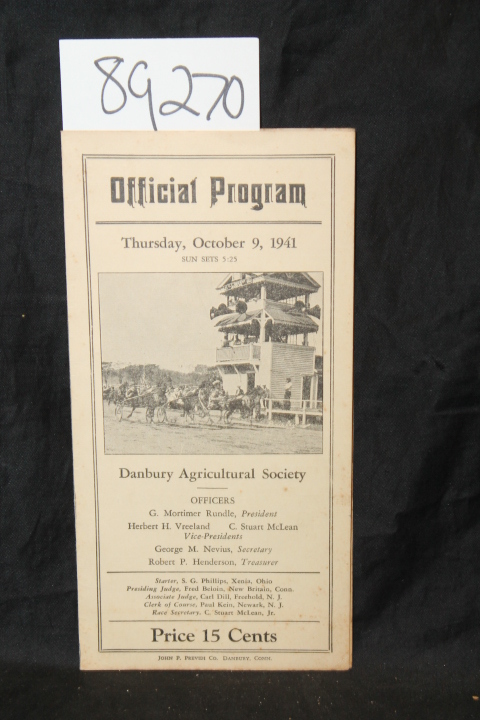 89270
Official Program
Thursday, October 9, 1941
SUN SETS 5:25
Danbury Agricultural Society
OFFICERS
G. Mortimer Rundle, President
Herbert H. Vreeland C. Stuart McLean
Vice-Presidents
George M. Nevius, Secretary
Robert P. Henderson, Treasurer
Starter, S. G. Phillips, Xenia, Ohio
Presiding Judge, Fred Beloin, New Britain, Conn.
Associate Judge, Carl Dill, Freehold, N. J.
Clerk of Course, Paul Kein, Newark, N. J.
Race Secretary, C. Stuart McLean, Jr.
Price 15 Cents
JOHN P. PREVIDI CO. DANBURY, CONN.